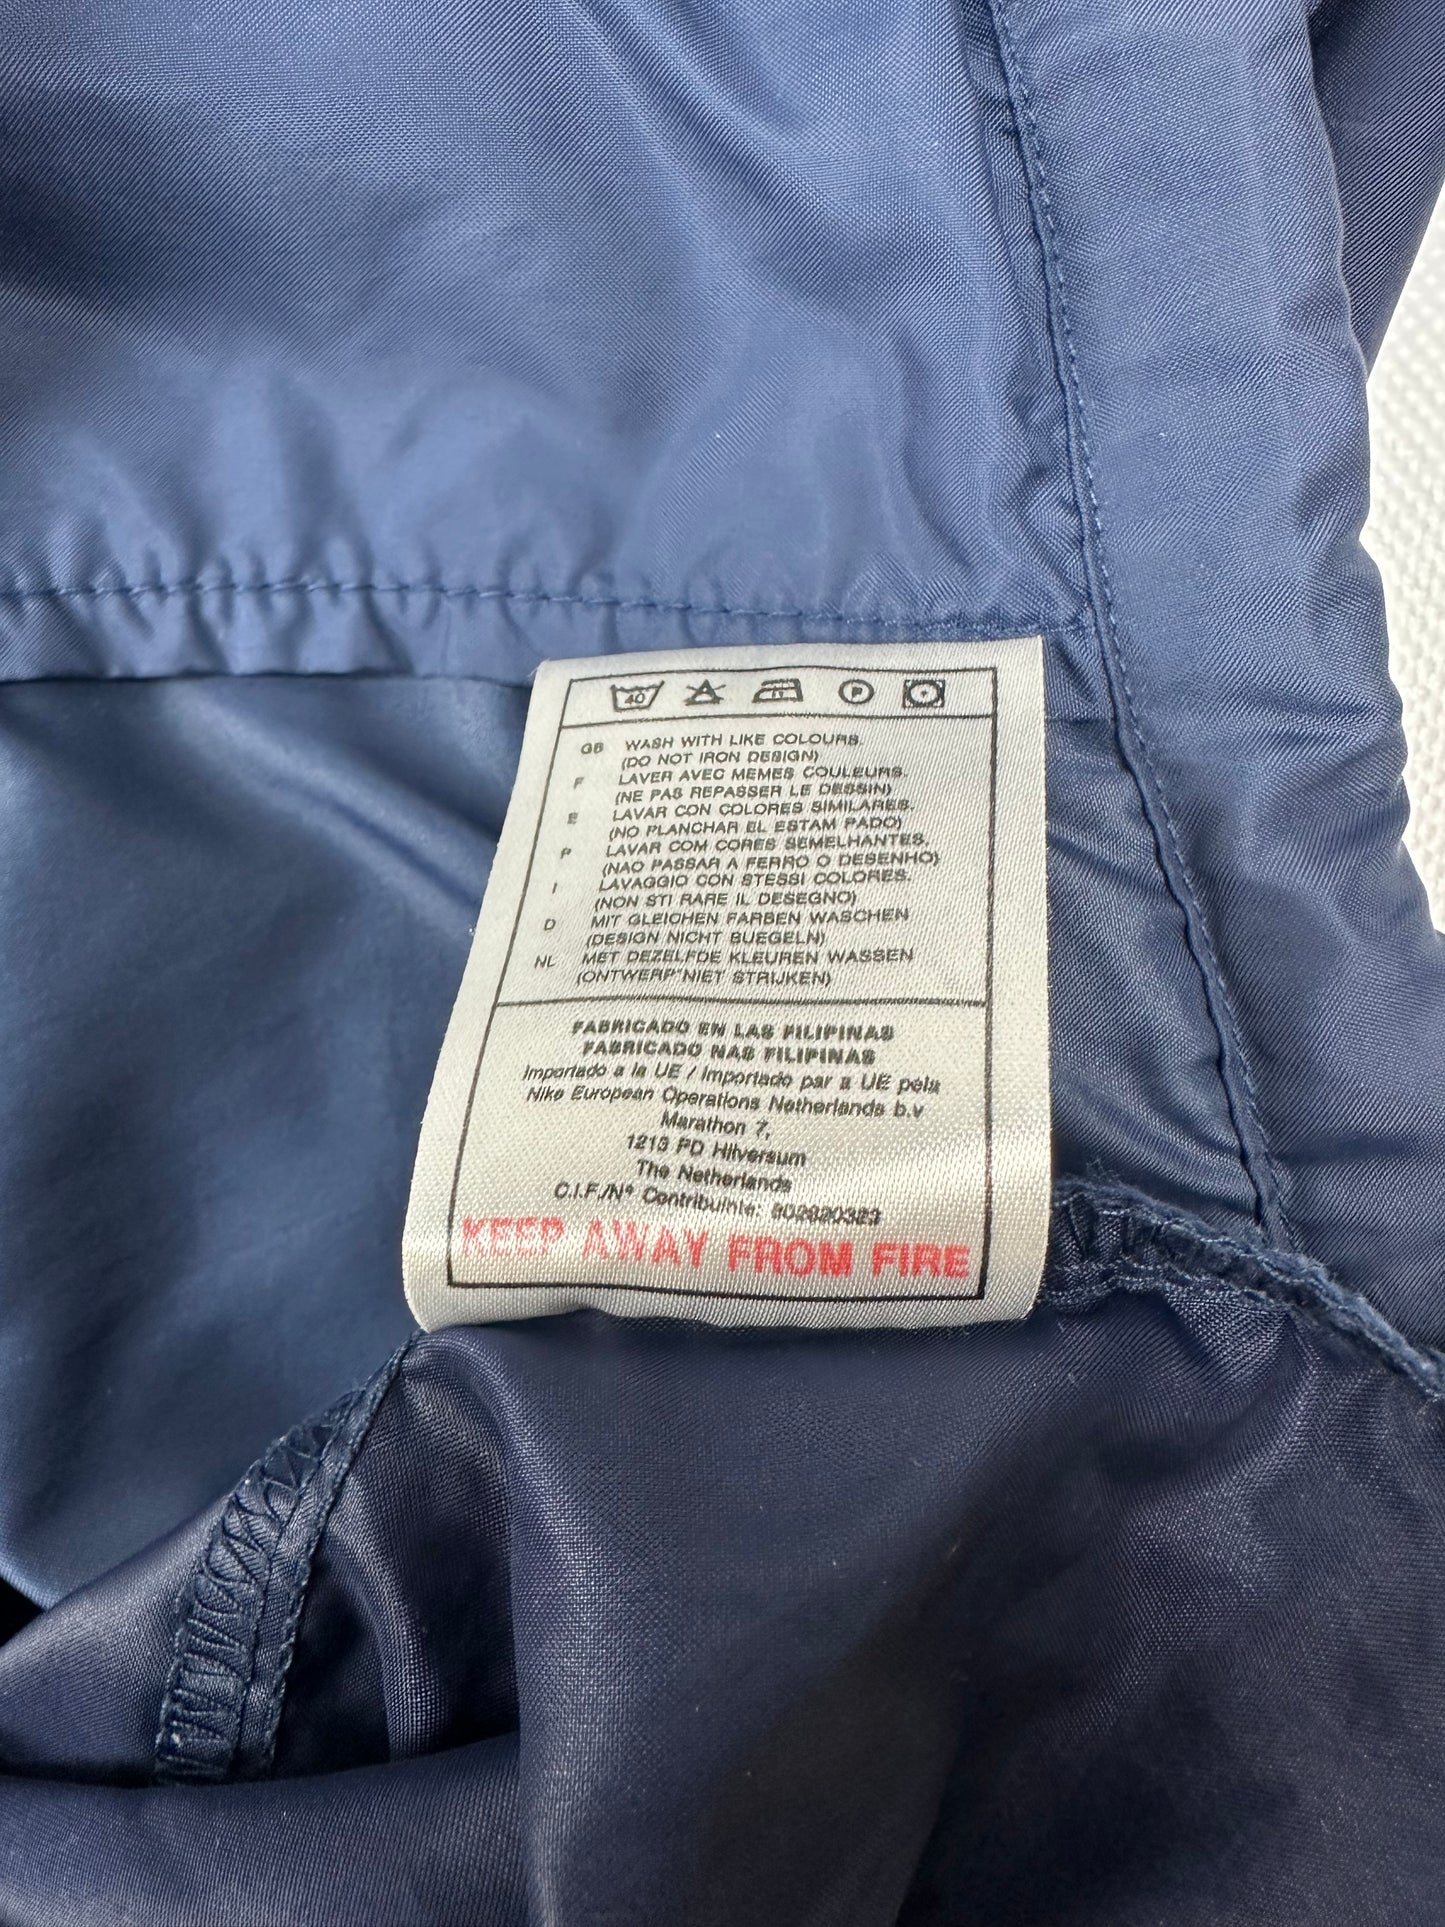 40 P
GB WASH WITH LIKE COLOURS.
(DO NOT IRON DESIGN)
F LAVER AVEC MEMES COULEURS.
(NE PAS REPASSER LE DESSIN)
E LAVAR CON COLORES SIMILARES.
(NO PLANCHAR EL ESTAM PADO)
P LAVAR COM CORES SEMELHANTES.
(NAO PASSAR A FERRO O DESENHO)
I LAVAGGIO CON STESSI COLORES.
(NON STI RARE IL DESEGNO)
D MIT GLEICHEN FARBEN WASCHEN
(DESIGN NICHT BUEGELN)
NL MET DEZELFDE KLEUREN WASSEN
(ONTWERP NIET STRIJKEN)
FABRICADO EN LAS FILIPINAS
FABRICADO NAS FILIPINAS
Importado a la UE / Importado par a UE pela
Nike European Operations Netherlands b.v
Marathon 7,
1213 PD Hilversum
The Netherlands
C.I.F./Nº Contribuinte:
KEEP AWAY FROM FIRE